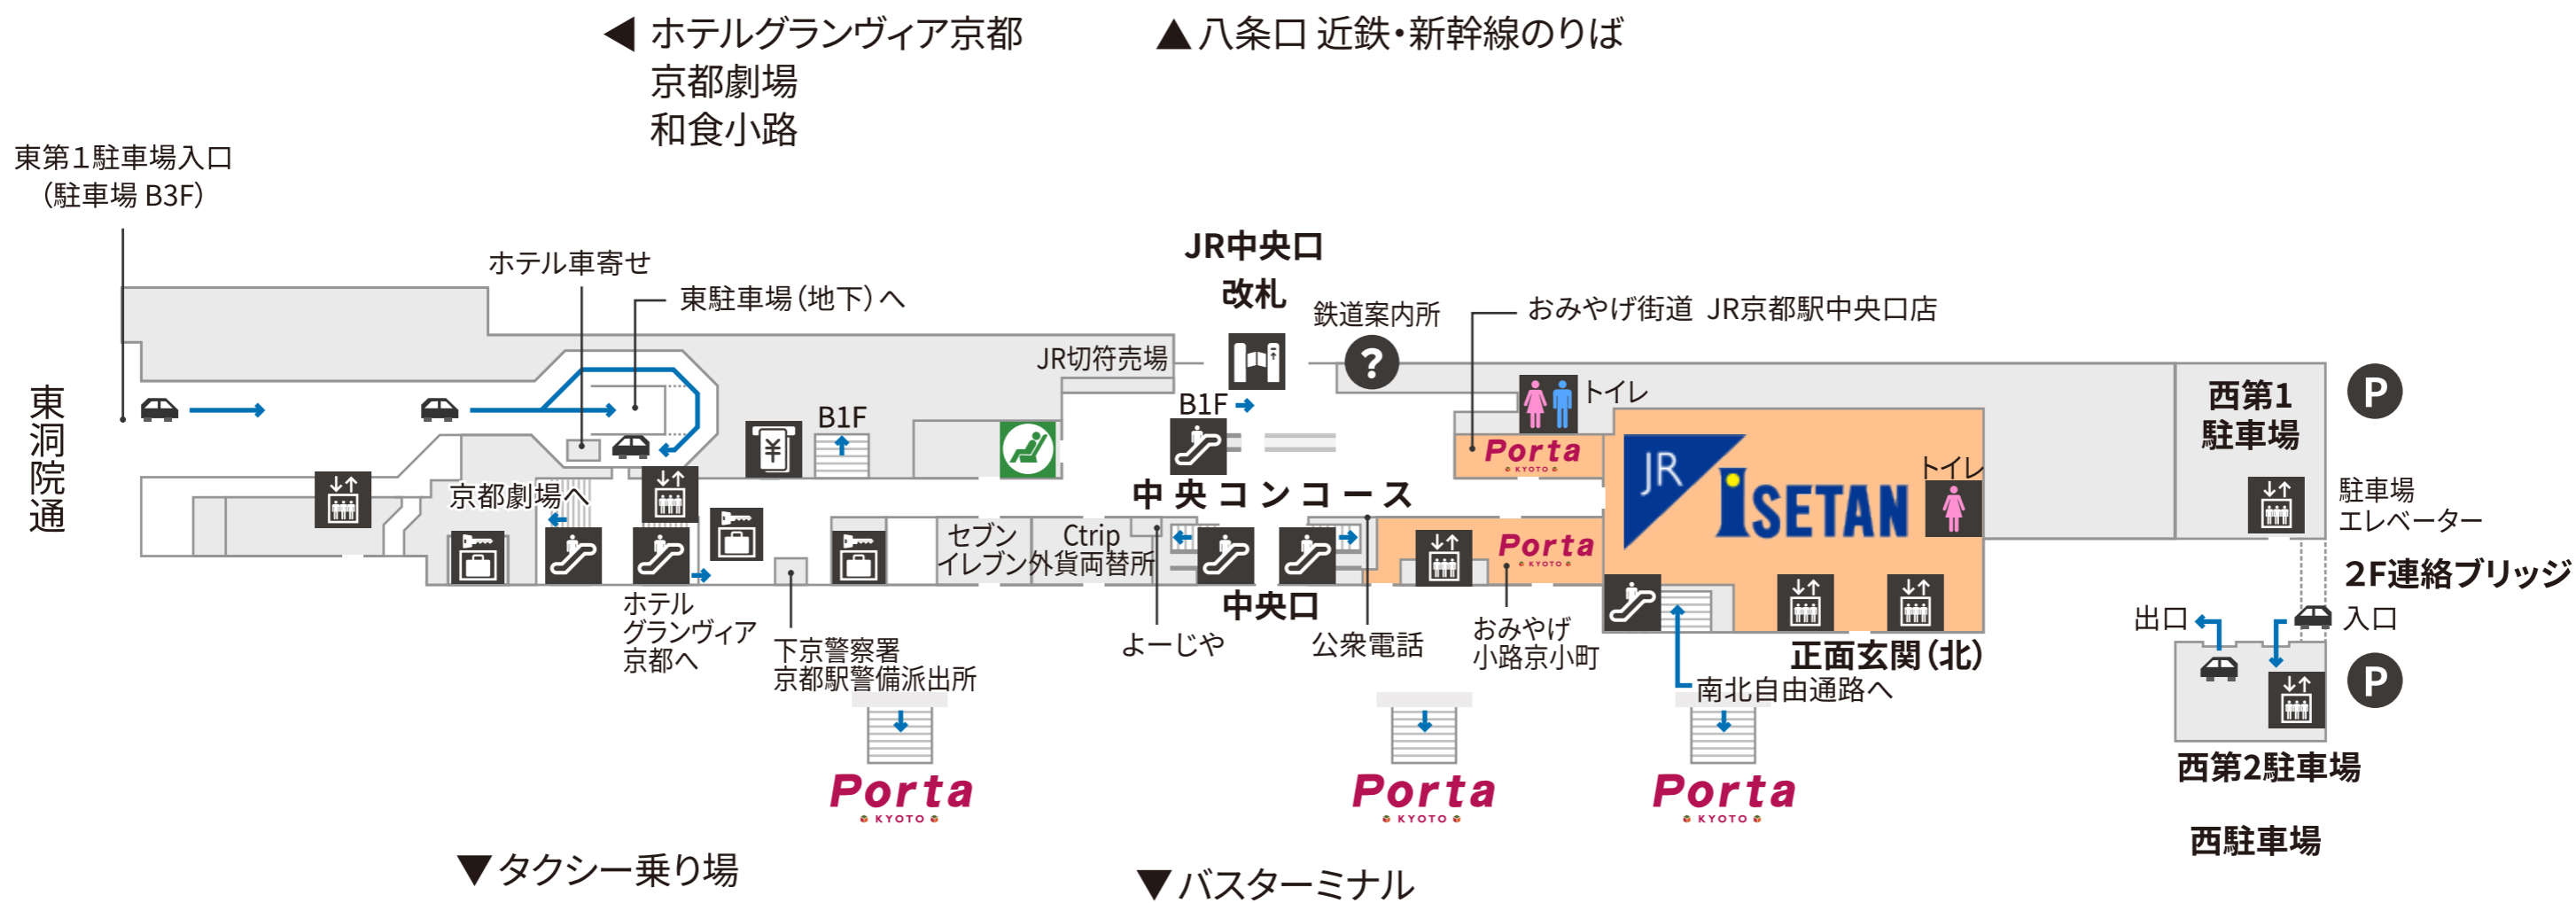 ◀ ホテルグランヴィア京都
京都劇場
和食小路
▲八条口 近鉄・新幹線のりば
東第1駐車場入口
（駐車場 B3F）
ホテル車寄せ
東駐車場（地下）へ
JR中央口
改札
鉄道案内所
?
おみやげ街道 JR京都駅中央口店
JR切符売場
トイレ
西第1
駐車場
P
東洞院通
B1F
B1F
¥
Porta
KYOTO
JR
iSETAN
トイレ
京都劇場へ
中央コンコース
駐車場
エレベーター
セブン
イレブン
Ctrip
外貨両替所
Porta
KYOTO
2F連絡ブリッジ
ホテル
グランヴィア
京都へ
下京警察署
京都駅警備派出所
よーじや
中央口
公衆電話
おみやげ
小路京小町
正面玄関（北）
南北自由通路へ
出口
入口
P
Porta
KYOTO
Porta
KYOTO
Porta
KYOTO
西第2駐車場
西駐車場
▼タクシー乗り場
▼バスターミナル